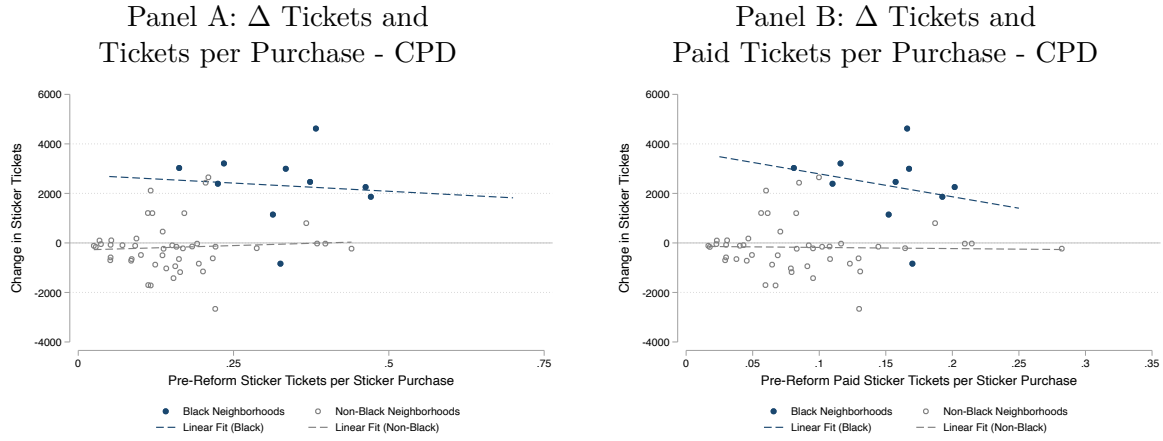 Panel A: Δ Tickets and
Tickets per Purchase - CPD
6000
4000
2000
0
-2000
-4000
Change in Sticker Tickets
0 .25 .5 .75
Pre-Reform Sticker Tickets per Sticker Purchase
Black Neighborhoods Non-Black Neighborhoods
Linear Fit (Black) Linear Fit (Non-Black)
Panel B: Δ Tickets and
Paid Tickets per Purchase - CPD
6000
4000
2000
0
-2000
-4000
Change in Sticker Tickets
0 .05 .1 .15 .2 .25 .3 .35
Pre-Reform Paid Sticker Tickets per Sticker Purchase
Black Neighborhoods Non-Black Neighborhoods
Linear Fit (Black) Linear Fit (Non-Black)